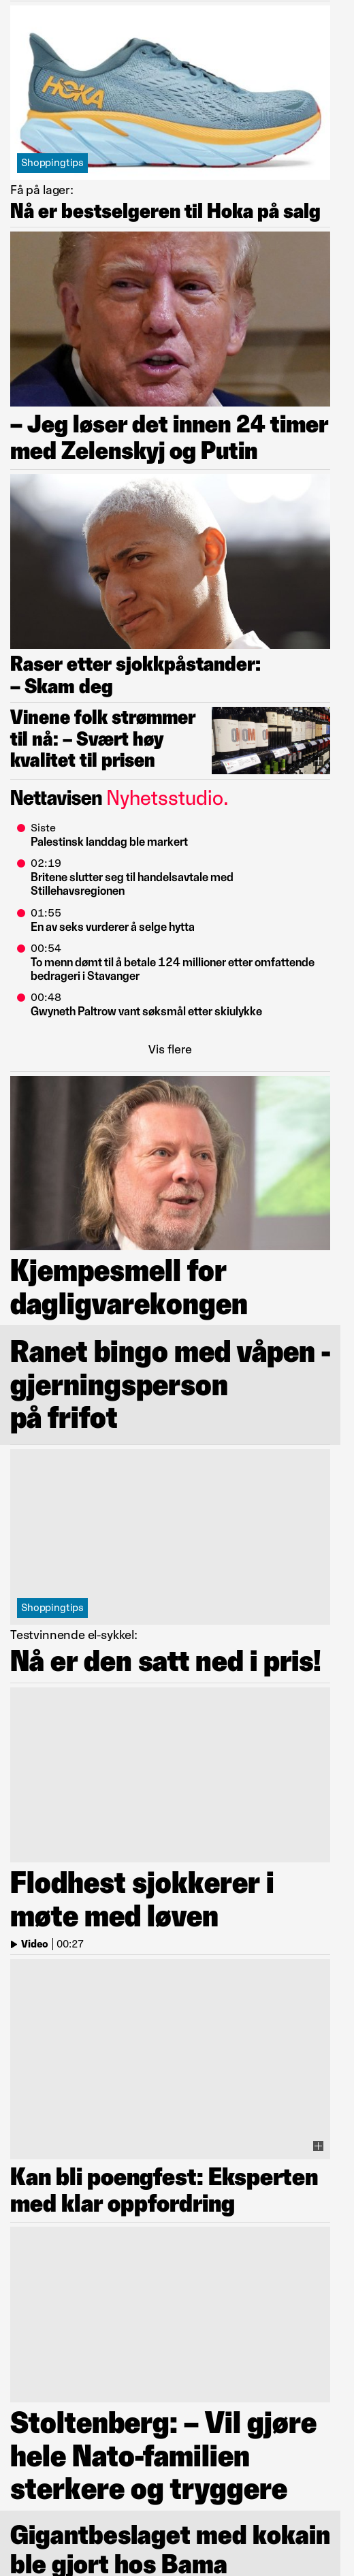 HOKA
Shoppingtips
Få på lager:
Nå er bestselgeren til Hoka på salg
– Jeg løser det innen 24 timer
med Zelenskyj og Putin
Raser etter sjokkpåstander:
– Skam deg
Vinene folk strømmer
til nå: – Svært høy
kvalitet til prisen
Nettavisen Nyhetsstudio.
Siste
Palestinsk landdag ble markert
02:19
Britene slutter seg til handelsavtale med
Stillehavsregionen
01:55
En av seks vurderer å selge hytta
00:54
To menn dømt til å betale 124 millioner etter omfattende
bedrageri i Stavanger
00:48
Gwyneth Paltrow vant søksmål etter skiulykke
Vis flere
Kjempesmell for
dagligvarekongen
Ranet bingo med våpen -
gjerningsperson
på frifot
Shoppingtips
Testvinnende el-sykkel:
Nå er den satt ned i pris!
Flodhest sjokkerer i
møte med løven
Video | 00:27
Kan bli poengfest: Eksperten
med klar oppfordring
Stoltenberg: – Vil gjøre
hele Nato-familien
sterkere og tryggere
Gigantbeslaget med kokain
ble gjort hos Bama